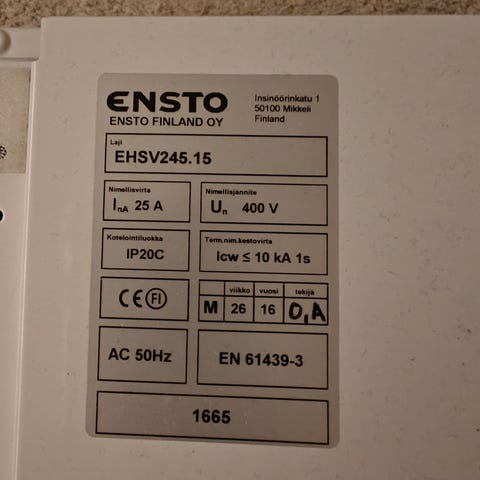 ENSTO
ENSTO FINLAND OY
Insinöörinkatu 1
50100 Mikkeli
Finland
Laji
EHSV245.15
Nimellisvirta
InA 25 A
Nimellisjännite
Un 400 V
Kotelointiluokka
IP20C
Term.nim.kestovirta
Icw ≤ 10 kA 1s
CE FI
viikko vuosi tekijä
M 26 16 O,A
AC 50Hz
EN 61439-3
1665